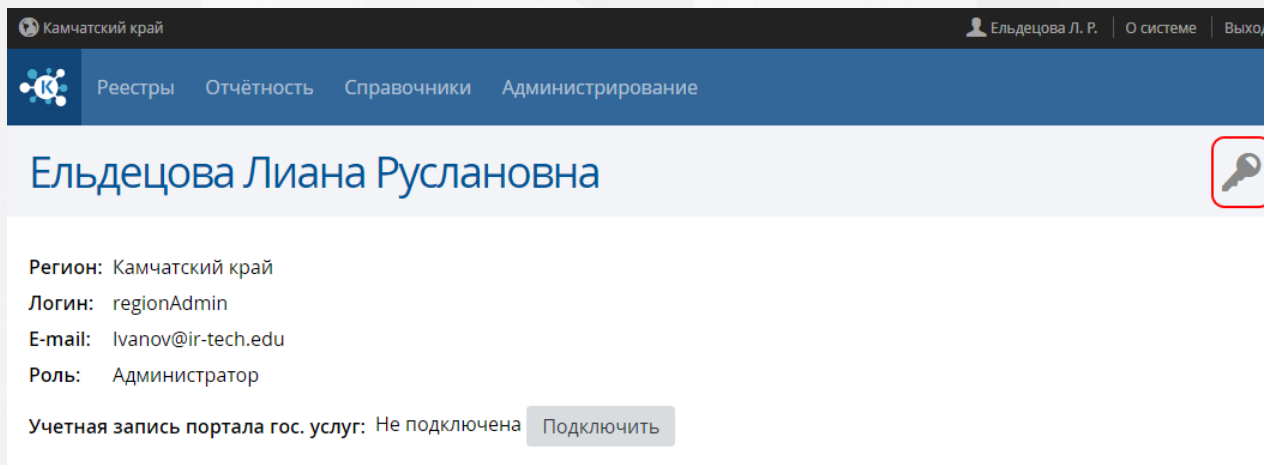 Камчатский край Ельдецова Л. Р. О системе Выход
К Реестры Отчётность Справочники Администрирование
Ельдецова Лиана Руслановна
Регион: Камчатский край
Логин: regionAdmin
E-mail: Ivanov@ir-tech.edu
Роль: Администратор
Учетная запись портала гос. услуг: Не подключена Подключить